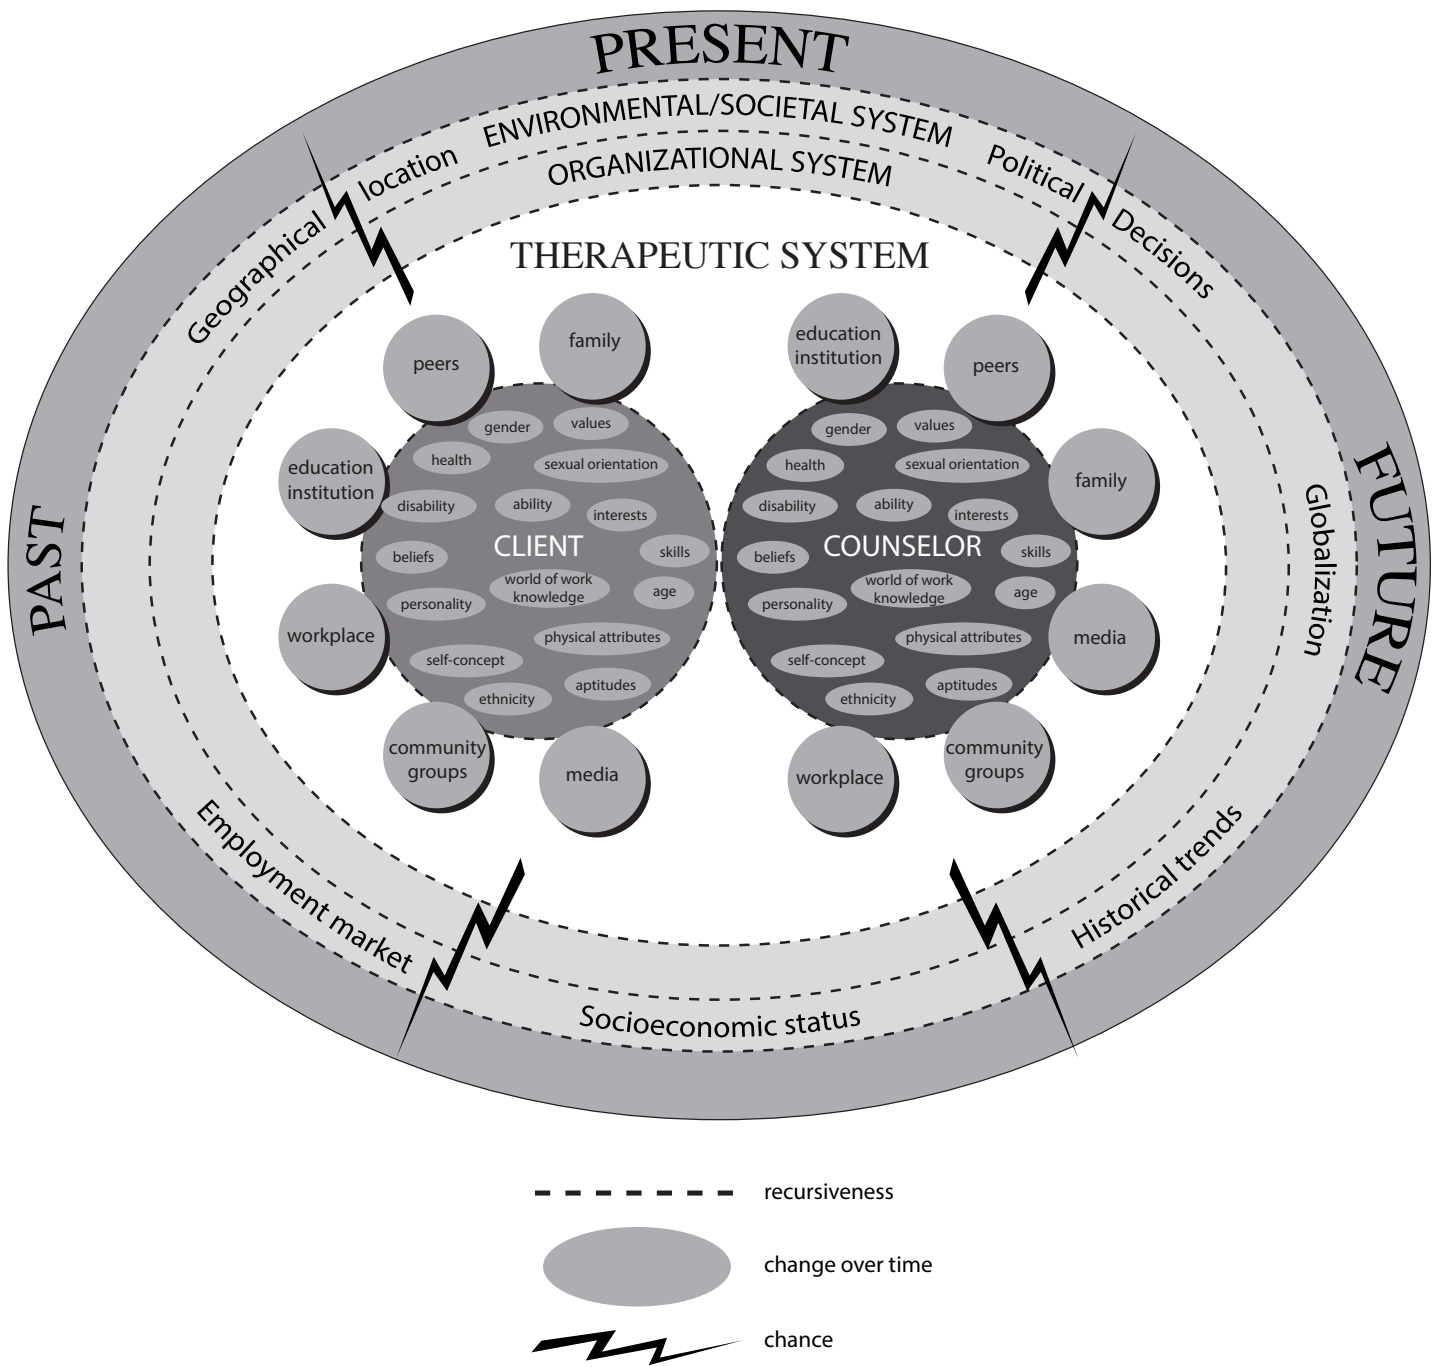 PRESENT
ENVIRONMENTAL/SOCIETAL SYSTEM
ORGANIZATIONAL SYSTEM
Geographical location
Political Decisions
THERAPEUTIC SYSTEM
PAST
FUTURE
Globalization
Employment market
Socioeconomic status
Historical trends
peers
family
education
institution
workplace
community
groups
media
gender
values
health
sexual orientation
disability
ability
interests
CLIENT
beliefs
skills
world of work
knowledge
age
personality
physical attributes
self-concept
aptitudes
ethnicity
education
institution
peers
family
media
community
groups
workplace
gender
values
health
sexual orientation
disability
ability
interests
COUNSELOR
beliefs
skills
world of work
knowledge
age
personality
physical attributes
self-concept
aptitudes
ethnicity
recursiveness
change over time
chance